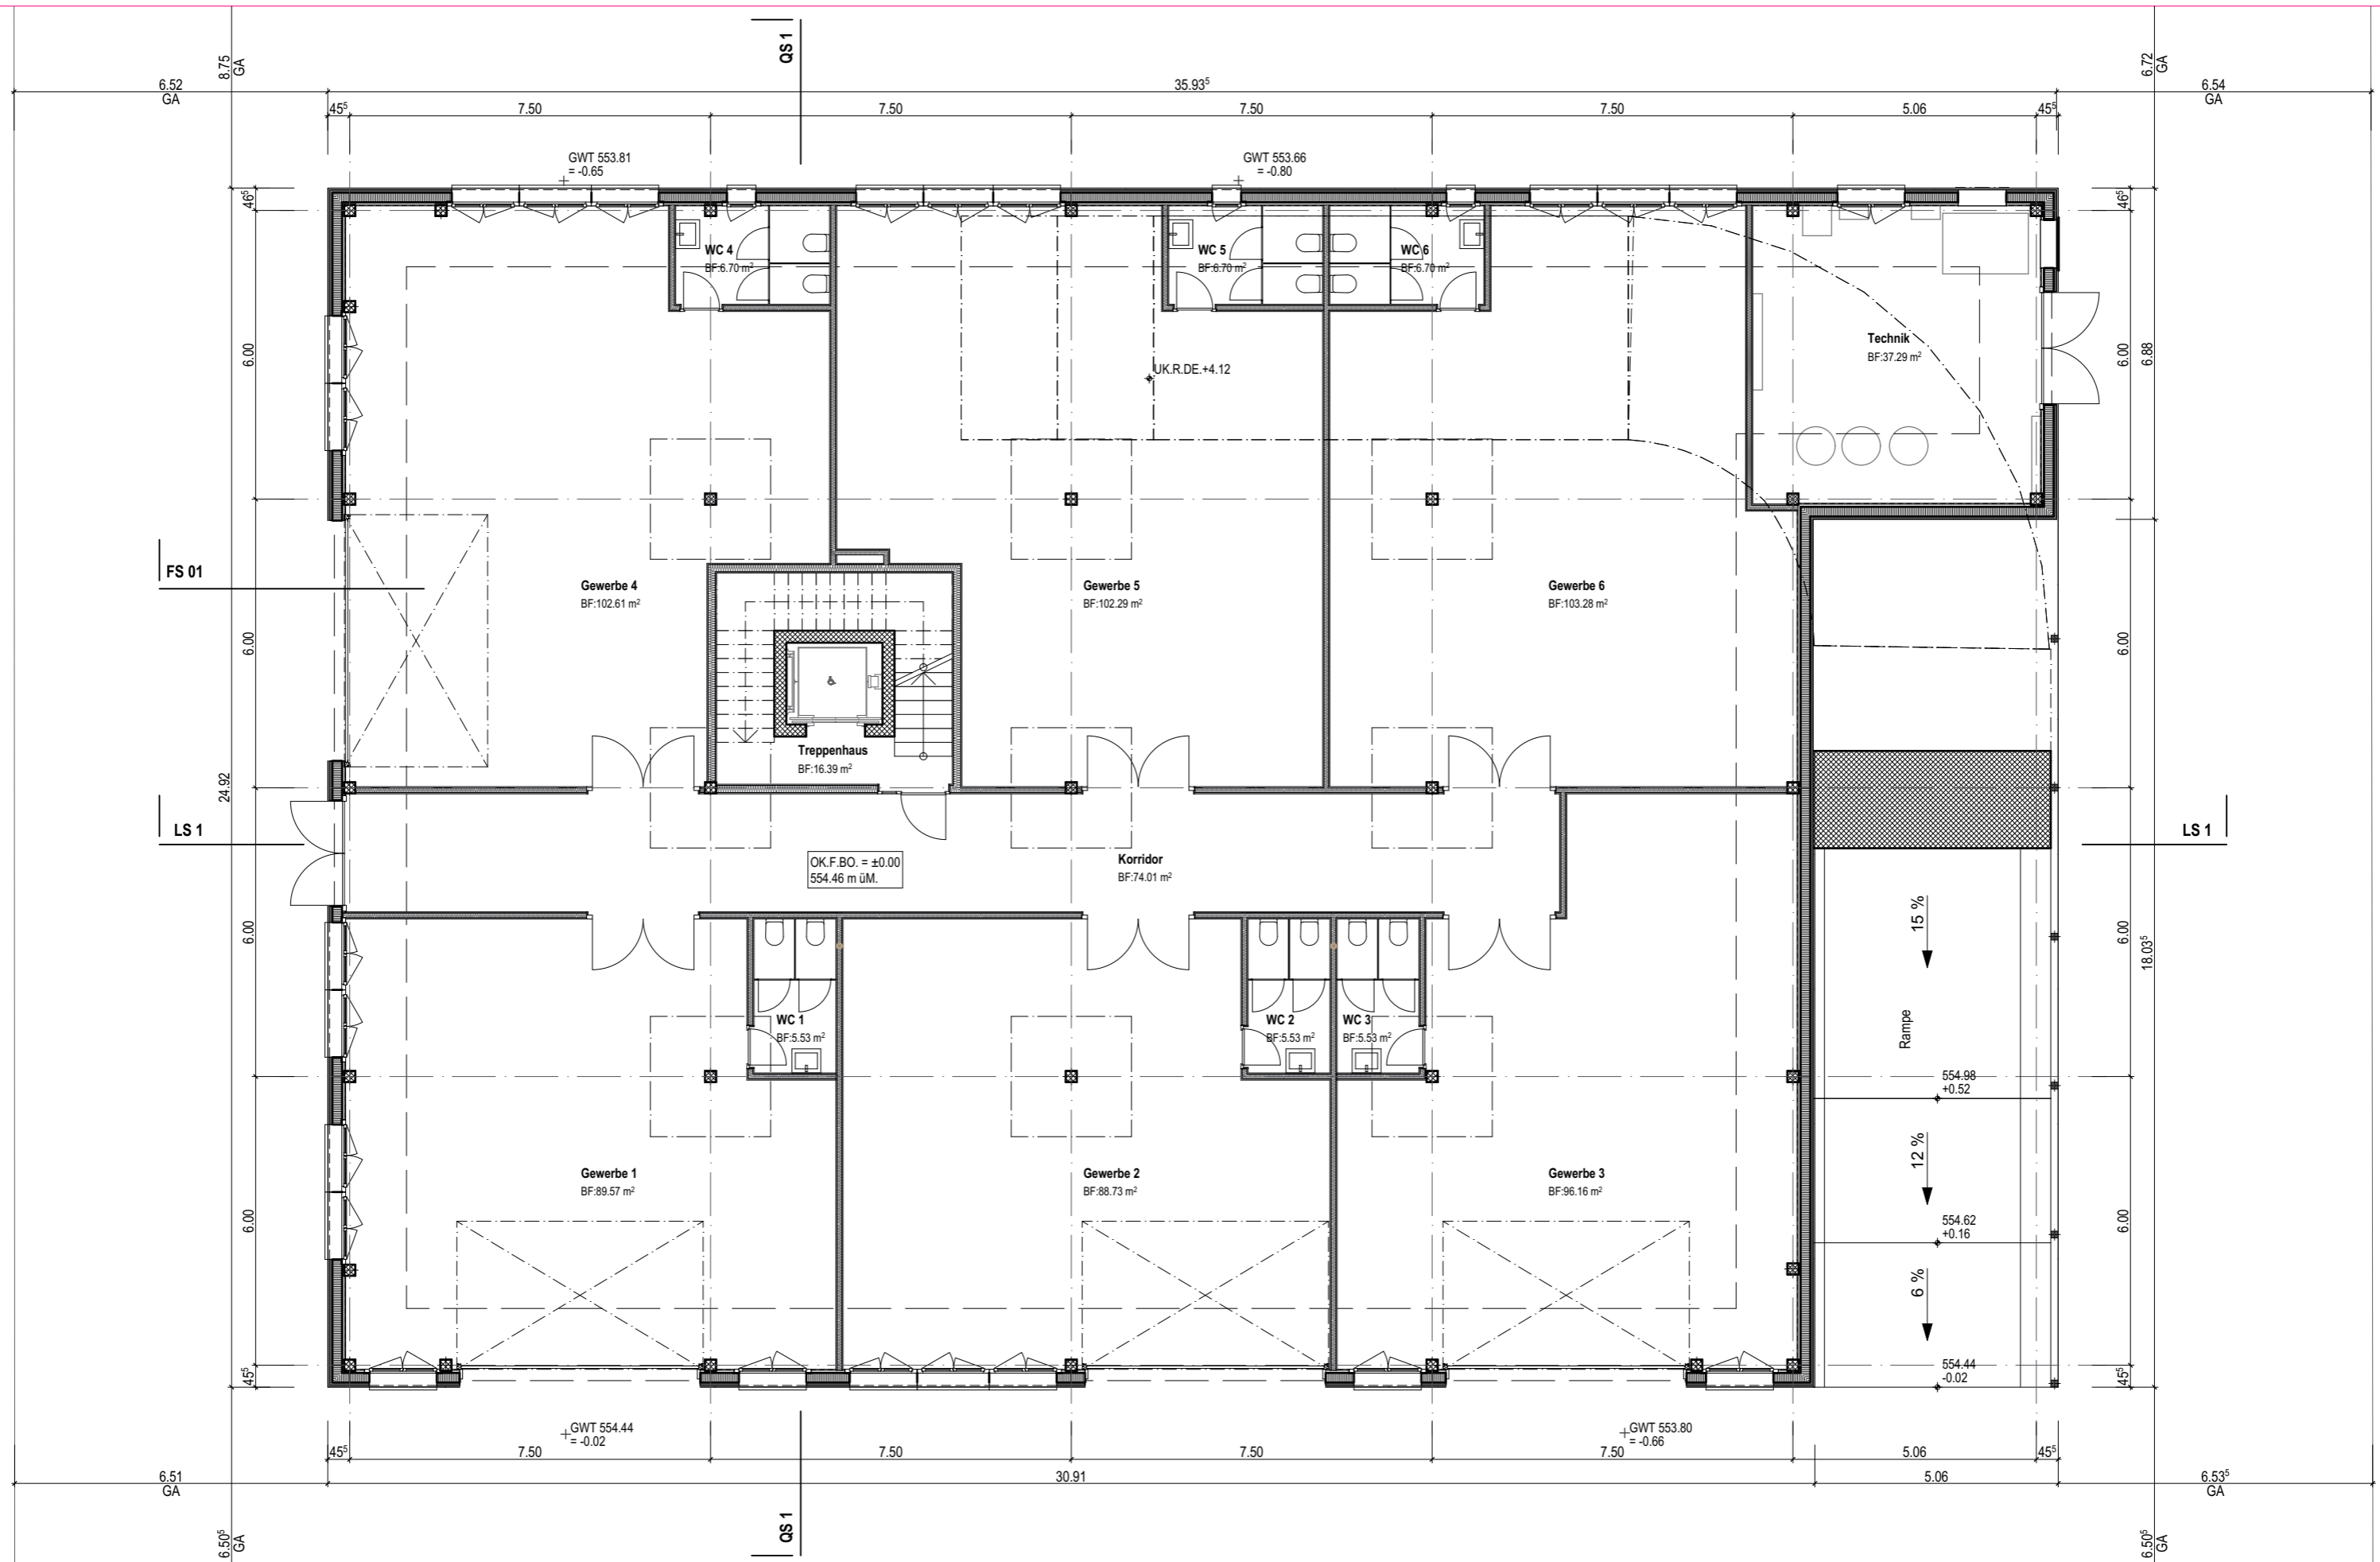 QS 1
8.75
GA
6.72
GA
6.52
GA
35.93⁵
6.54
GA
45⁵
7.50
7.50
7.50
7.50
5.06
45⁵
GWT 553.81
= -0.65
GWT 553.66
= -0.80
46⁵
46⁵
WC 4
BF:6.70 m²
WC 5
BF:6.70 m²
WC 6
BF:6.70 m²
Technik
BF:37.29 m²
6.00
6.00
6.88
UK.R.DE.+4.12
FS 01
Gewerbe 4
BF:102.61 m²
Gewerbe 5
BF:102.29 m²
Gewerbe 6
BF:103.28 m²
6.00
6.00
Treppenhaus
BF:16.39 m²
24.92
LS 1
LS 1
OK.F.BO. = ±0.00
554.46 m üM.
Korridor
BF:74.01 m²
15 %
6.00
6.00
18.03⁵
WC 1
BF:5.53 m²
WC 2
BF:5.53 m²
WC 3
BF:5.53 m²
Rampe
554.98
+0.52
12 %
Gewerbe 1
BF:89.57 m²
Gewerbe 2
BF:88.73 m²
Gewerbe 3
BF:96.16 m²
6.00
6.00
554.62
+0.16
6 %
554.44
-0.02
45⁵
45⁵
GWT 554.44
= -0.02
GWT 553.80
= -0.66
45⁵
7.50
7.50
7.50
7.50
5.06
45⁵
6.51
GA
30.91
5.06
6.53⁵
GA
QS 1
6.50⁵
GA
6.50⁵
GA